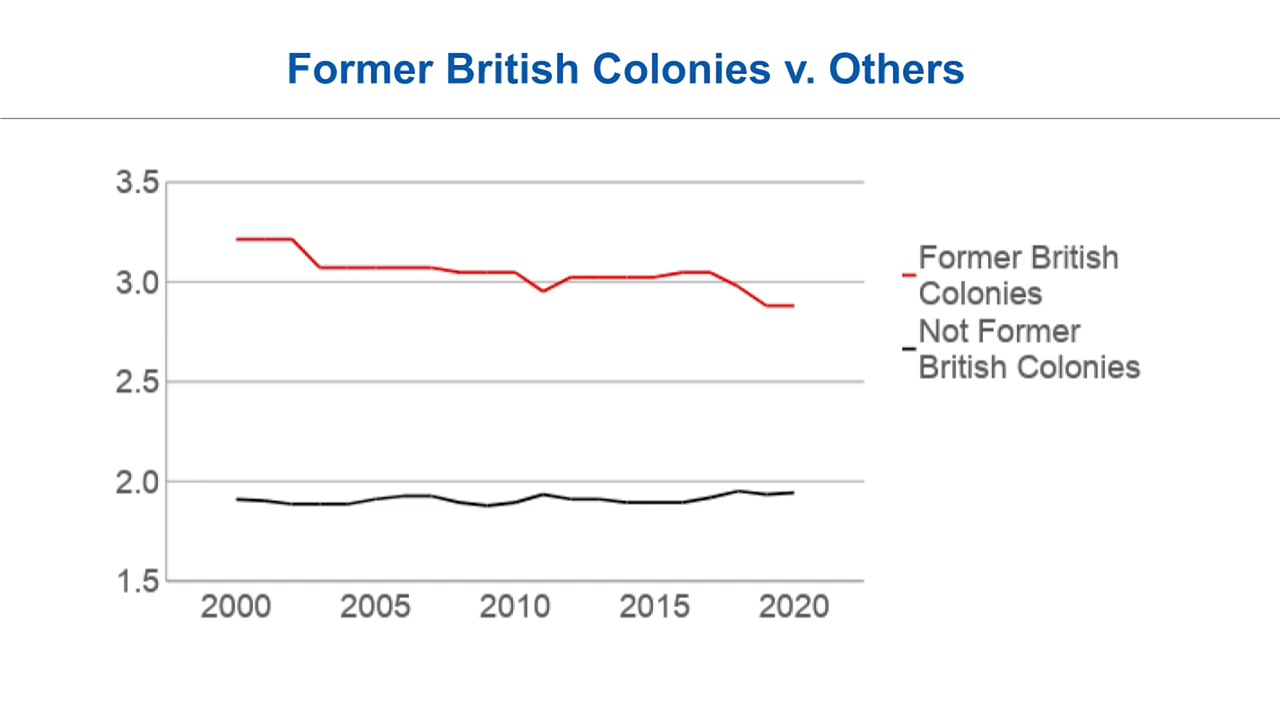 Former British Colonies v. Others
3.5
3.0
2.5
2.0
1.5
2000 2005 2010 2015 2020
Former British
Colonies
Not Former
British Colonies